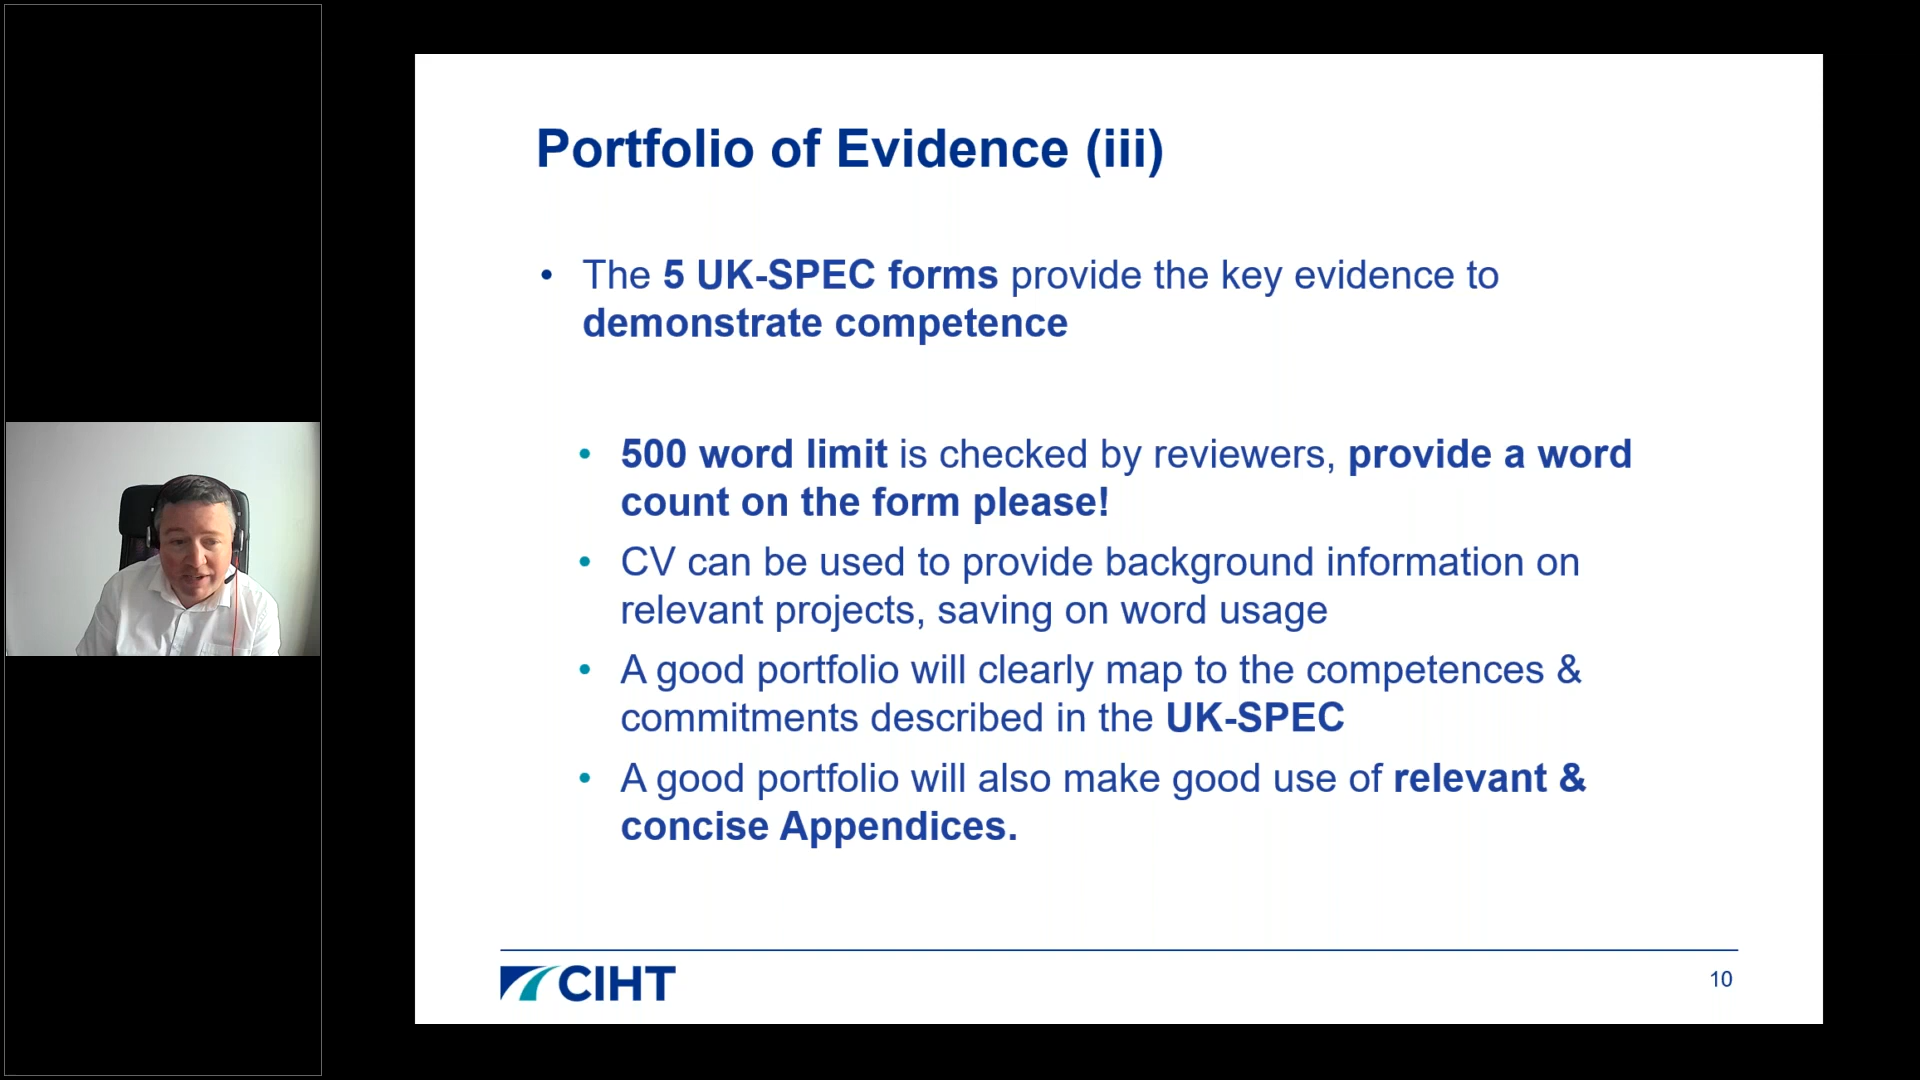 Portfolio of Evidence (iii)
• The 5 UK-SPEC forms provide the key evidence to
demonstrate competence
• 500 word limit is checked by reviewers, provide a word
count on the form please!
• CV can be used to provide background information on
relevant projects, saving on word usage
• A good portfolio will clearly map to the competences &
commitments described in the UK-SPEC
• A good portfolio will also make good use of relevant &
concise Appendices.
CIHT
10